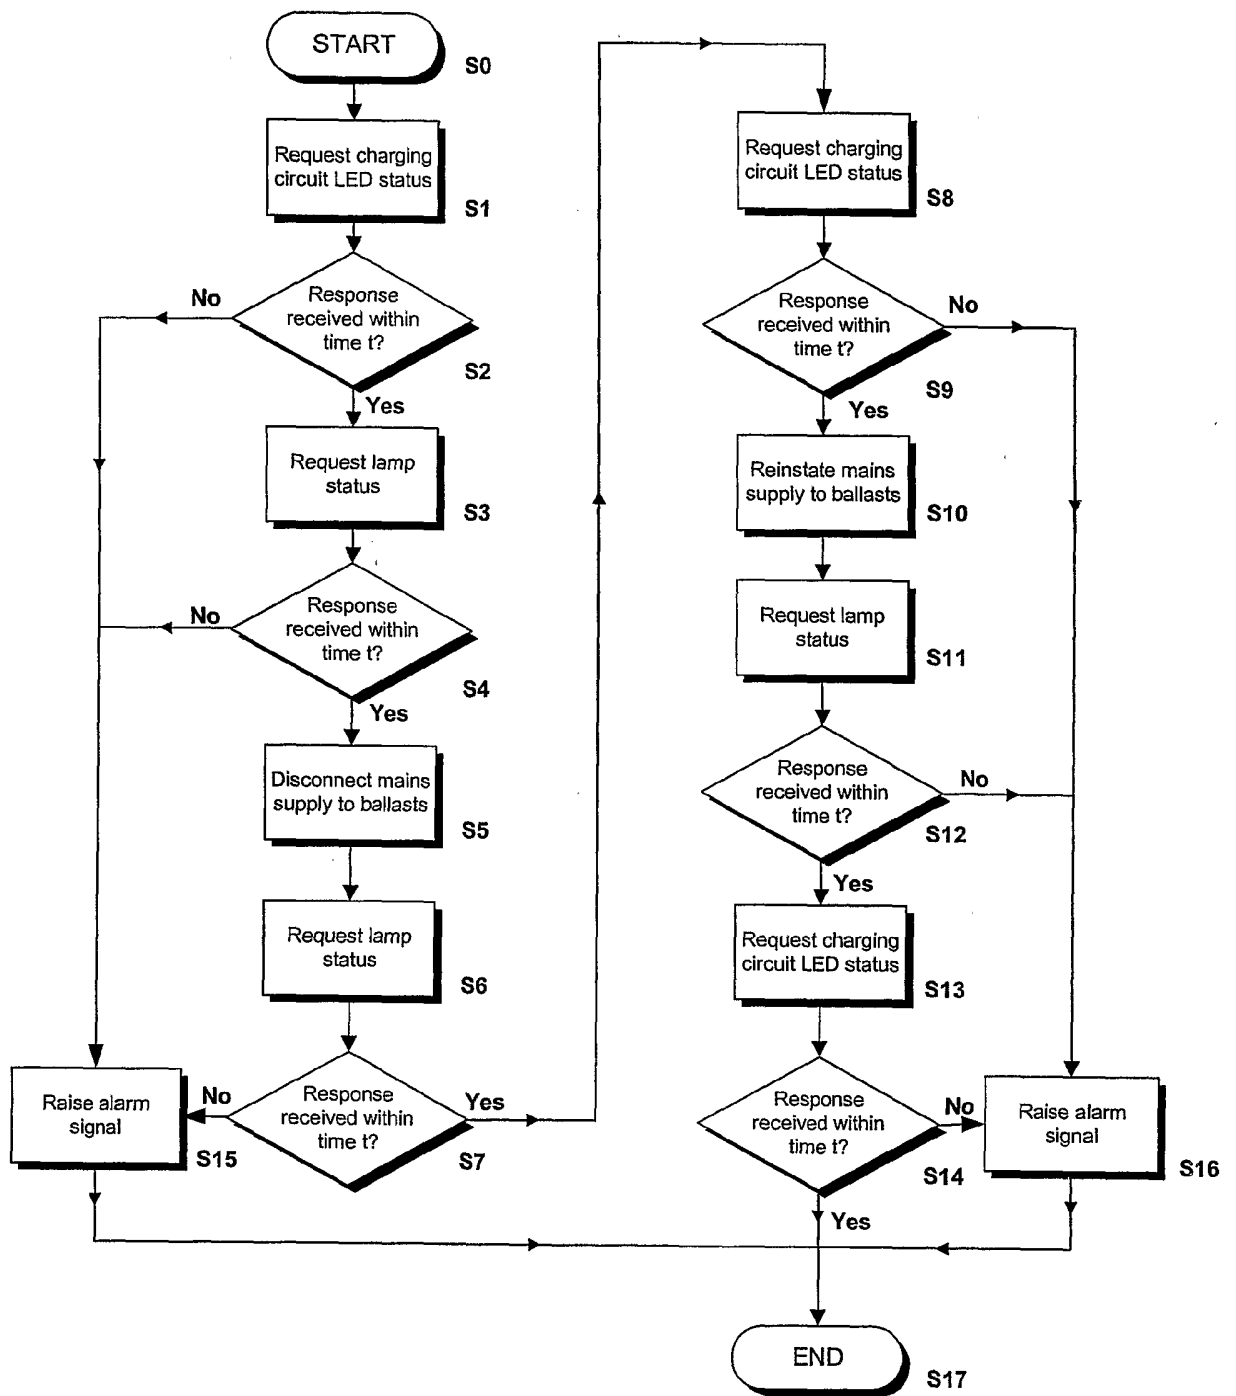 START
S0
Request charging
circuit LED status
S1
Response
received within
time t?
No
S2
Yes
Request lamp
status
S3
Response
received within
time t?
No
S4
Yes
Disconnect mains
supply to ballasts
S5
Request lamp
status
S6
Response
received within
time t?
No
Yes
S7
Raise alarm
signal
S15
Request charging
circuit LED status
S8
Response
received within
time t?
No
S9
Yes
Reinstate mains
supply to ballasts
S10
Request lamp
status
S11
Response
received within
time t?
No
S12
Yes
Request charging
circuit LED status
S13
Response
received within
time t?
No
S14
Yes
Raise alarm
signal
S16
END
S17